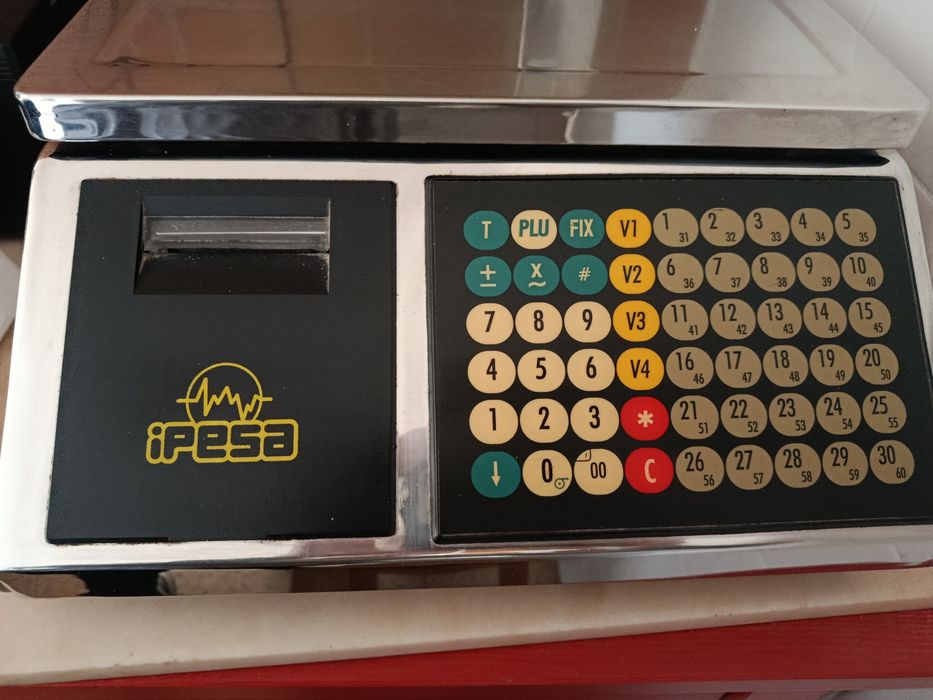 T PLU FIX V1 1 31 2 32 3 33 4 34 5 35
± x ~ # V2 6 36 7 37 8 38 9 39 10 40
7 8 9 V3 11 41 12 42 13 43 14 44 15 45
4 5 6 V4 16 46 17 47 18 48 19 49 20 50
1 2 3 * 21 51 22 52 23 53 24 54 25 55
↓ 0 00 C 26 56 27 57 28 58 29 59 30 60
iPesa